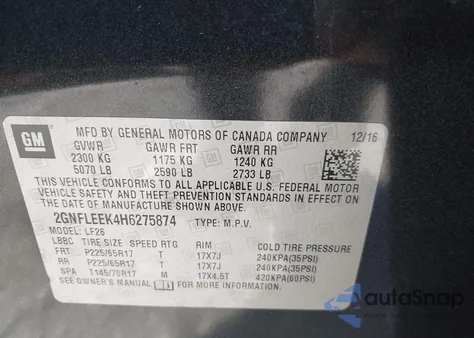 GM
MFD BY GENERAL MOTORS OF CANADA COMPANY 12/16
GVWR GAWR FRT GAWR RR
2300 KG 1175 KG 1240 KG
5070 LB 2590 LB 2733 LB
THIS VEHICLE CONFORMS TO ALL APPLICABLE U.S. FEDERAL MOTOR
VEHICLE SAFETY, BUMPER, AND THEFT PREVENTION STANDARDS IN EFFECT ON THE
DATE OF MANUFACTURE SHOWN ABOVE.
2GNFLEEK4H6275874 TYPE: M.P.V.
MODEL: LF26
LBBC TIRE SIZE SPEED RTG RIM COLD TIRE PRESSURE
FRT P225/65R17 T 17X7J 240KPA(35PSI)
RR P225/65R17 T 17X7J 240KPA(35PSI)
SPA T145/70R17 M 17X4.5T 420KPA(60PSI)
SEE OWNER'S MANUAL FOR ADDITIONAL INFORMATION.
autoSnap